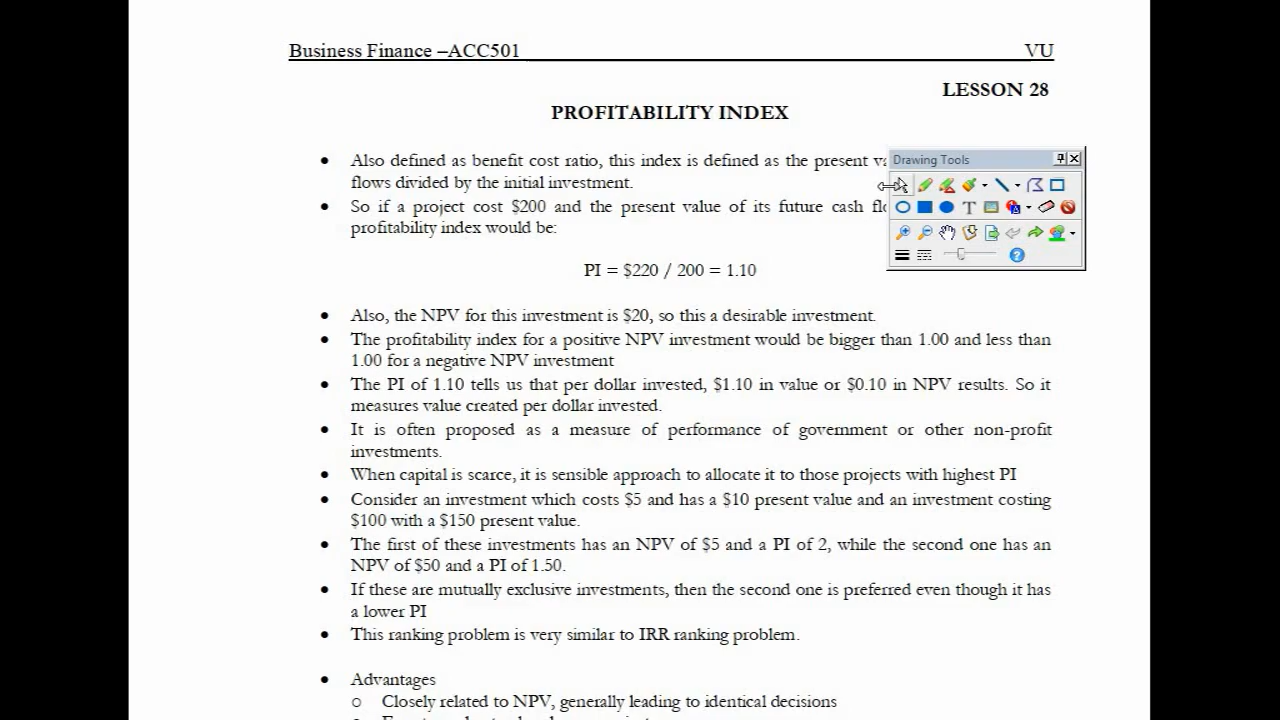 Business Finance –ACC501 VU
LESSON 28
PROFITABILITY INDEX
• Also defined as benefit cost ratio, this index is defined as the present
flows divided by the initial investment.
• So if a project cost $200 and the present value of its future cash
profitability index would be:
PI = $220 / 200 = 1.10
• Also, the NPV for this investment is $20, so this a desirable investment.
• The profitability index for a positive NPV investment would be bigger than 1.00 and less than
1.00 for a negative NPV investment
• The PI of 1.10 tells us that per dollar invested, $1.10 in value or $0.10 in NPV results. So it
measures value created per dollar invested.
• It is often proposed as a measure of performance of government or other non-profit
investments.
• When capital is scarce, it is sensible approach to allocate it to those projects with highest PI
• Consider an investment which costs $5 and has a $10 present value and an investment costing
$100 with a $150 present value.
• The first of these investments has an NPV of $5 and a PI of 2, while the second one has an
NPV of $50 and a PI of 1.50.
• If these are mutually exclusive investments, then the second one is preferred even though it has
a lower PI
• This ranking problem is very similar to IRR ranking problem.
• Advantages
o Closely related to NPV, generally leading to identical decisions
Drawing Tools
T
?